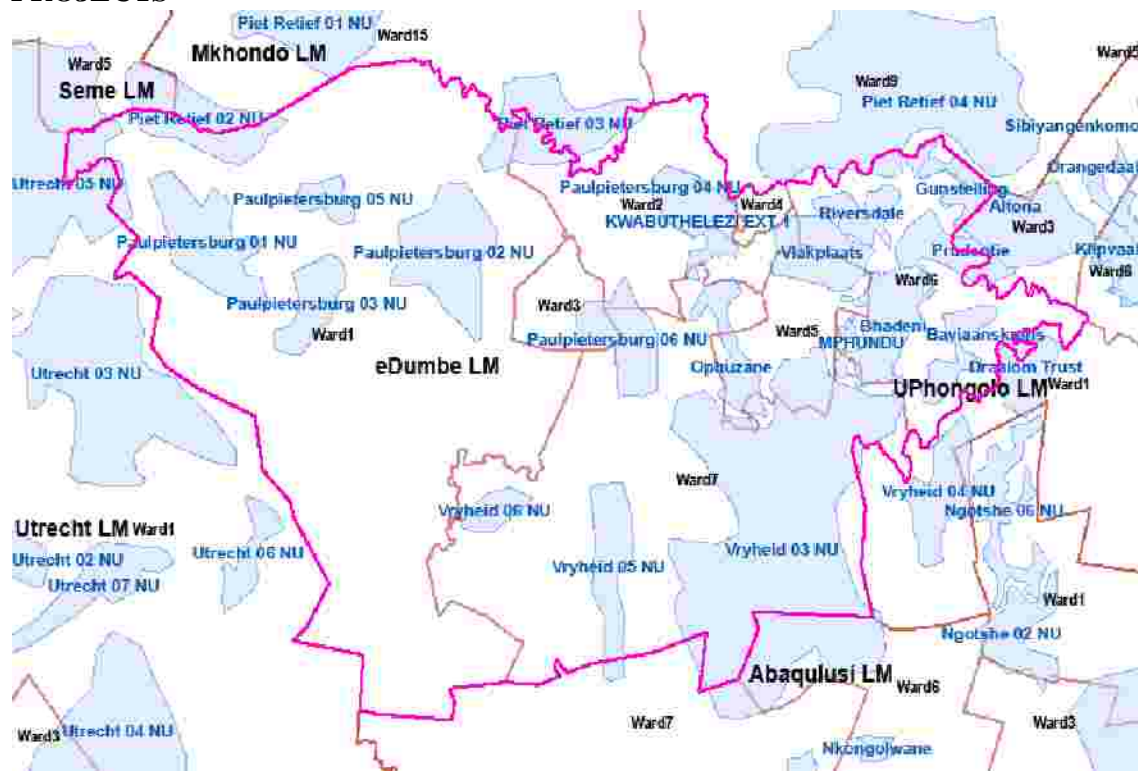 Piet Retief 01 NU
Ward15
Mkhondo LM
Ward5
Ward5
Seme LM
Ward9
Piet Retief 04 NU
Piet Retief 02 NU
Piet Retief 03 NU
Sibiyangenkomo
Orangedaal
Utrecht 05 NU
Paulpietersburg 05 NU
Paulpietersburg 04 NU
Gunstelling
Ward2
Ward4
Riversdale
Altona
KWABUTHELEZI EXT 1
Ward3
Paulpietersburg 01 NU
Paulpietersburg 02 NU
Vlakplaats
Prudentie
Klipvaal
Ward6
Ward6
Paulpietersburg 03 NU
Ward3
Ward1
Ward5
Bhadeni
Baviaanskrans
Paulpietersburg 06 NU
MPHUNDU
Utrecht 03 NU
eDumbe LM
Ophuzane
Draaiom Trust
UPhongolo LM
Ward1
Ward7
Vryheid 04 NU
Vryheid 06 NU
Ngotshe 06 NU
Utrecht LM
Ward1
Utrecht 02 NU
Utrecht 06 NU
Vryheid 03 NU
Utrecht 07 NU
Vryheid 05 NU
Ward1
Ngotshe 02 NU
Abaqulusi LM
Ward6
Ward3
Utrecht 04 NU
Ward7
Ward3
Nkongolwane